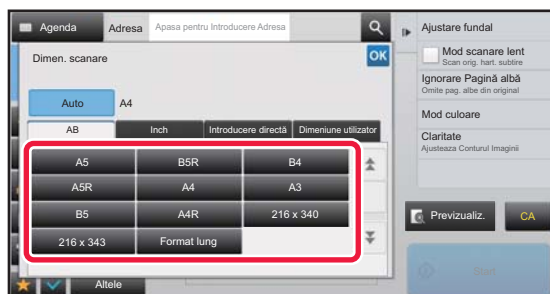 Agenda
Adresa
Apasa pentru Introducere Adresa
Dimen. scanare
OK
Auto
A4
AB
Inch
Introducere directă
Dimeniune utilizator
A5
B5R
B4
A5R
A4
A3
B5
A4R
216 x 340
216 x 343
Format lung
Altele
Ajustare fundal
Mod scanare lent
Scan orig. hart. subtire
Ignorare Pagină albă
Omite pag. albe din original
Mod culoare
Claritate
Ajusteaza Conturul Imaginii
Previzualiz.
CA
Start